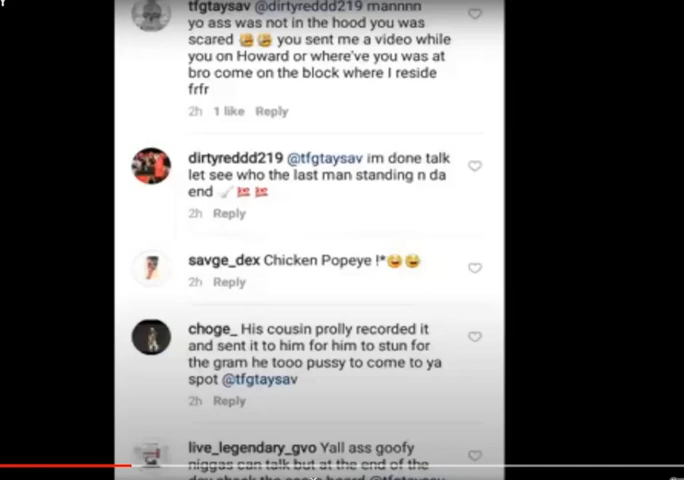 tfgtaysav @dirtyreddd219 mannnn
yo ass was not in the hood you was
scared 😂 😂 you sent me a video while
you on Howard or where've you was at
bro come on the block where I reside
frfr
2h 1 like Reply
dirtyreddd219 @tfgtaysav im done talk
let see who the last man standing n da
end
2h Reply
savge_dex Chicken Popeye !*😂😂
2h Reply
choge_ His cousin prolly recorded it
and sent it to him for him to stun for
the gram he tooo pussy to come to ya
spot @tfgtaysav
2h Reply
live_legendary_gvo Yall ass goofy
niggas can talk but at the end of the